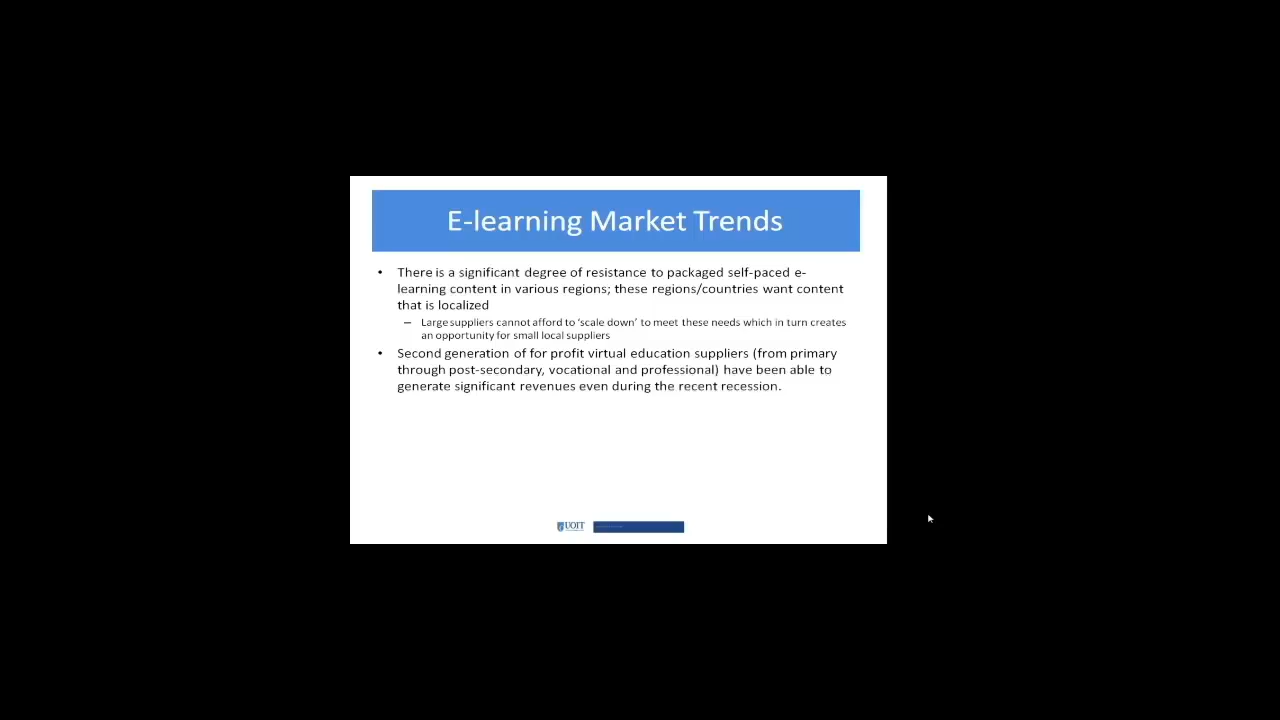 E-learning Market Trends
• There is a significant degree of resistance to packaged self-paced e-
learning content in various regions; these regions/countries want content
that is localized
– Large suppliers cannot afford to ‘scale down’ to meet these needs which in turn creates
an opportunity for small local suppliers
• Second generation of for profit virtual education suppliers (from primary
through post-secondary, vocational and professional) have been able to
generate significant revenues even during the recent recession.
UOIT